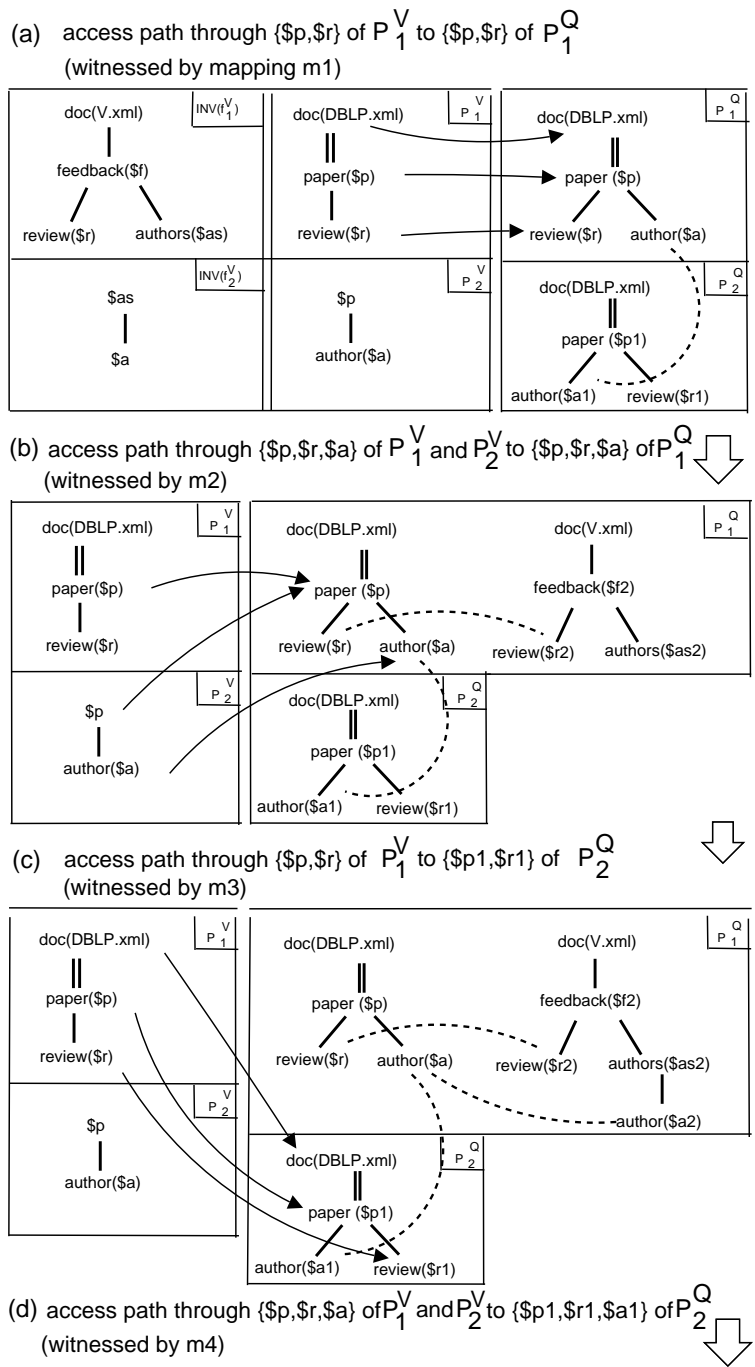 (a) access path through {$p,$r} of P1V to {$p,$r} of P1Q
(witnessed by mapping m1)
doc(V.xml)
INV(f1V)
feedback($f)
review($r) authors($as)
doc(DBLP.xml)
P1V
paper($p)
review($r)
doc(DBLP.xml)
P1Q
paper ($p)
review($r) author($a)
INV(f2V)
$as
$a
P2V
$p
author($a)
P2Q
doc(DBLP.xml)
paper ($p1)
author($a1) review($r1)
(b) access path through {$p,$r,$a} of P1V and P2V to {$p,$r,$a} of P1Q
(witnessed by m2)
P1V
doc(DBLP.xml)
paper($p)
review($r)
doc(DBLP.xml)
paper ($p)
review($r) author($a)
doc(V.xml)
P1Q
feedback($f2)
review($r2) authors($as2)
P2V
$p
author($a)
P2Q
doc(DBLP.xml)
paper ($p1)
author($a1) review($r1)
(c) access path through {$p,$r} of P1V to {$p1,$r1} of P2Q
(witnessed by m3)
P1V
doc(DBLP.xml)
paper($p)
review($r)
doc(DBLP.xml)
paper ($p)
review($r) author($a)
doc(V.xml)
P1Q
feedback($f2)
review($r2) authors($as2)
author($a2)
P2V
$p
author($a)
P2Q
doc(DBLP.xml)
paper ($p1)
author($a1) review($r1)
(d) access path through {$p,$r,$a} of P1V and P2V to {$p1,$r1,$a1} of P2Q
(witnessed by m4)